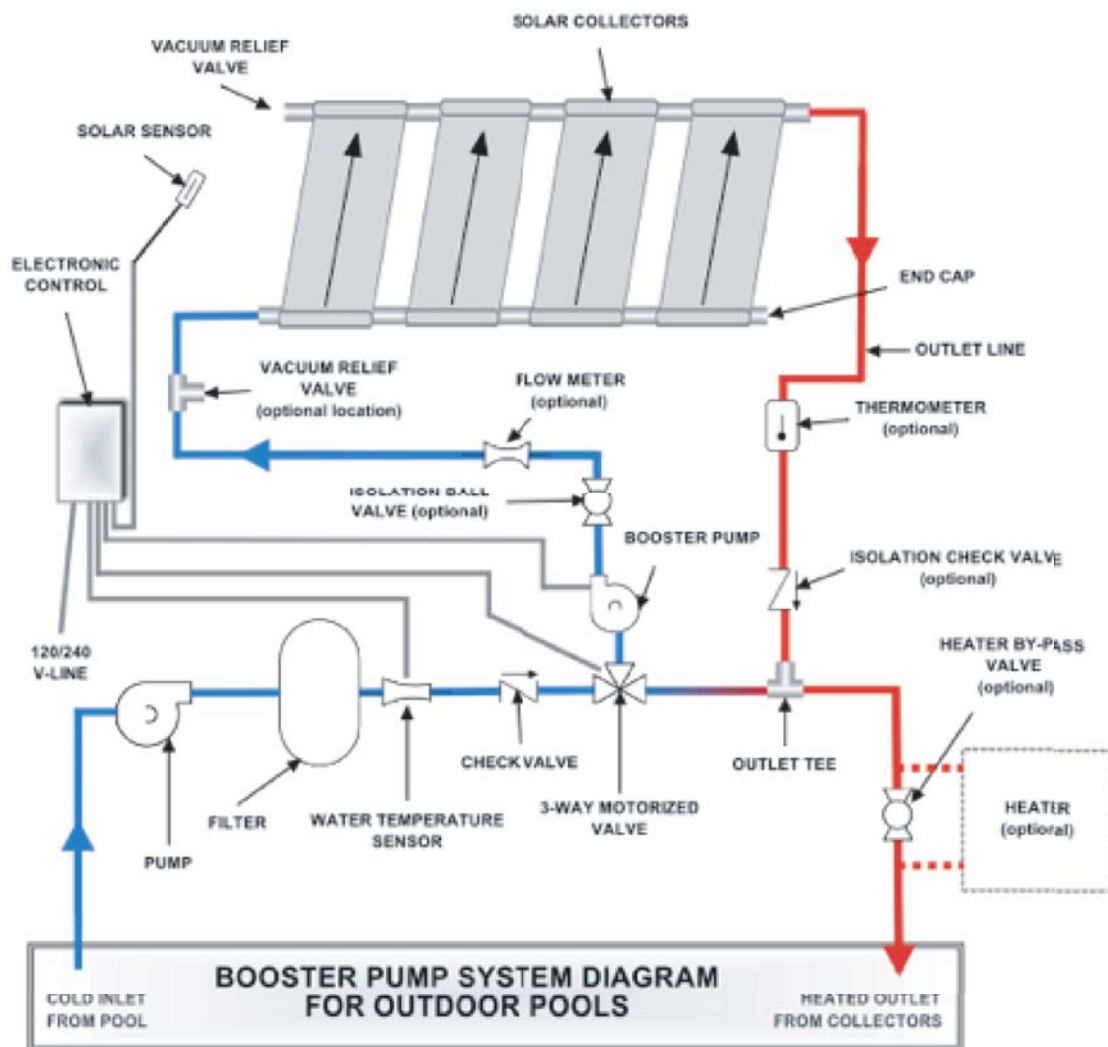 SOLAR COLLECTORS
VACUUM RELIEF
VALVE
SOLAR SENSOR
ELECTRONIC
CONTROL
END CAP
OUTLET LINE
VACUUM RELIEF
VALVE
(optional location)
FLOW METER
(optional)
THERMOMETER
(optional)
ISOLATION BALL
VALVE (optional)
BOOSTER PUMP
ISOLATION CHECK VALVE
(optional)
120/240
V-LINE
HEATER BY-PASS
VALVE
(optional)
CHECK VALVE
OUTLET TEE
3-WAY MOTORIZED
VALVE
FILTER
WATER TEMPERATURE
SENSOR
HEATER
(optional)
PUMP
BOOSTER PUMP SYSTEM DIAGRAM
FOR OUTDOOR POOLS
COLD INLET
FROM POOL
HEATED OUTLET
FROM COLLECTORS